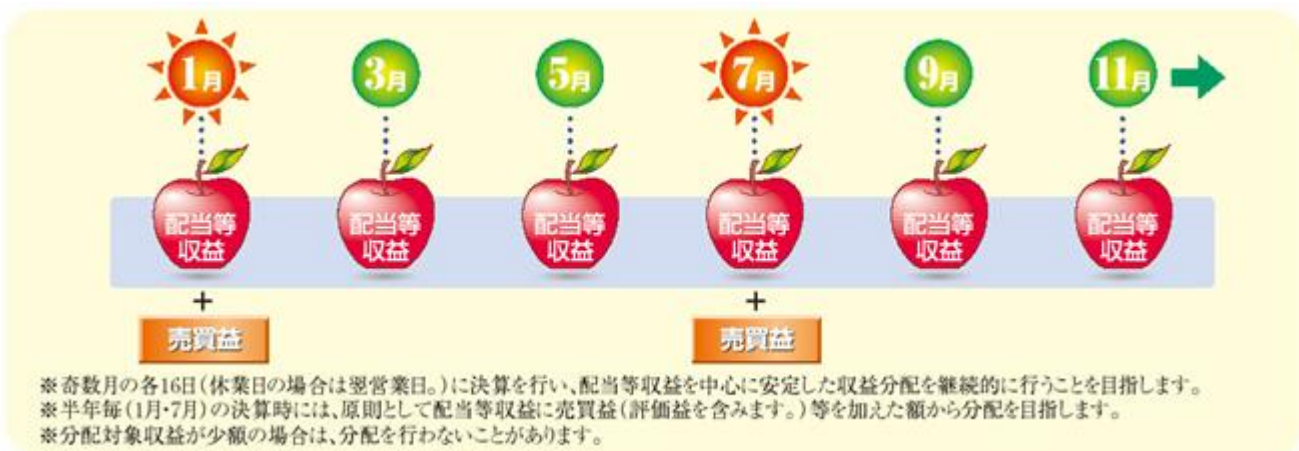 1月 3月 5月 7月 9月 11月
配当等 配当等 配当等 配当等 配当等 配当等
収益 収益 収益 収益 収益 収益
+ +
売買益 売買益
※奇数月の各16日(休業日の場合は翌営業日。)に決算を行い、配当等収益を中心に安定した収益分配を継続的に行うことを目指します。
※半年毎(1月・7月)の決算時には、原則として配当等収益に売買益(評価益を含みます。)等を加えた額から分配を目指します。
※分配対象収益が少額の場合は、分配を行わないことがあります。